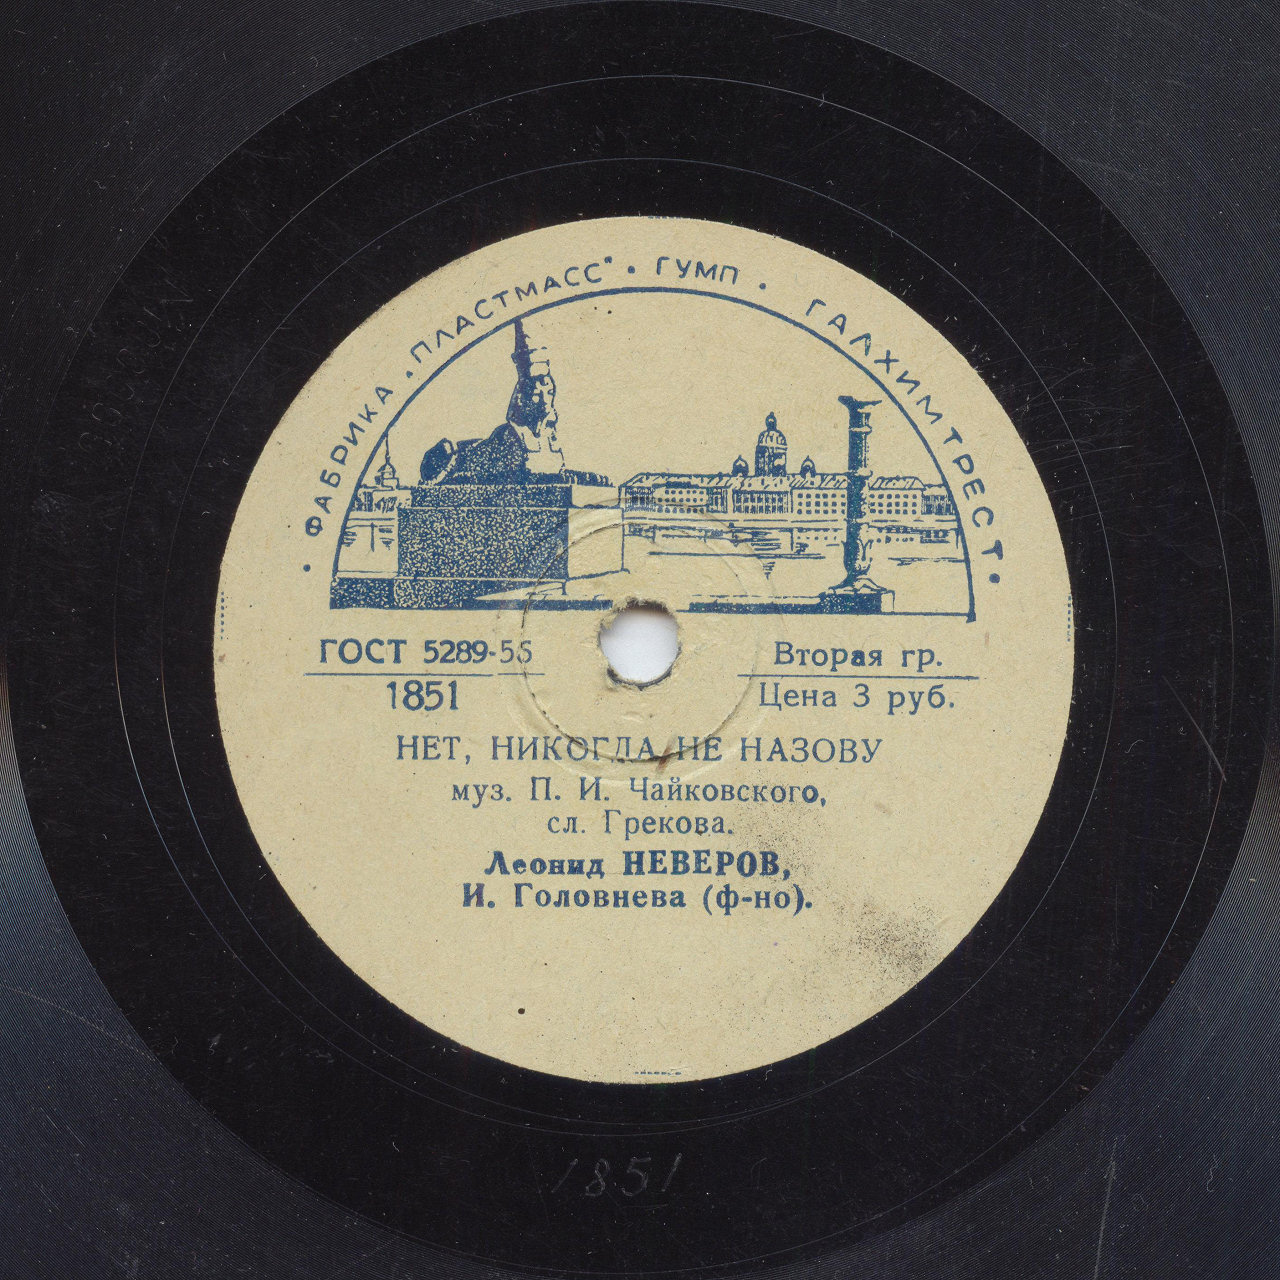 • ФАБРИКА „ПЛАСТМАСС" • ГУМП • ГАЛХИМТРЕСТ •
ГОСТ 5289-56
1851
Вторая гр.
Цена 3 руб.
НЕТ, НИКОГДА НЕ НАЗОВУ
муз. П. И. Чайковского,
сл. Грекова.
Леонид НЕВЕРОВ,
И. Головнева (ф-но).
1851